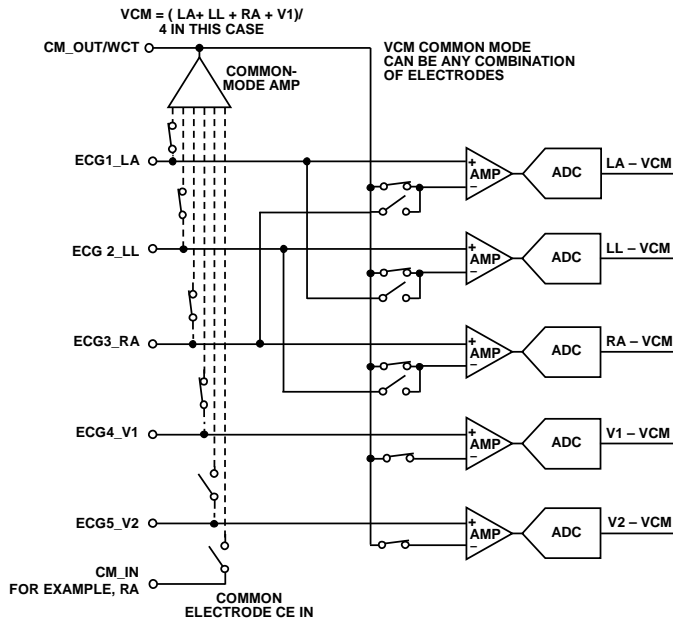 VCM = ( LA+ LL + RA + V1)/
4 IN THIS CASE
CM_OUT/WCT
COMMON-
MODE AMP
VCM COMMON MODE
CAN BE ANY COMBINATION
OF ELECTRODES
ECG1_LA
+
AMP
–
ADC
LA – VCM
ECG 2_LL
+
AMP
–
ADC
LL – VCM
ECG3_RA
+
AMP
–
ADC
RA – VCM
ECG4_V1
+
AMP
–
ADC
V1 – VCM
ECG5_V2
+
AMP
–
ADC
V2 – VCM
CM_IN
FOR EXAMPLE, RA
COMMON
ELECTRODE CE IN